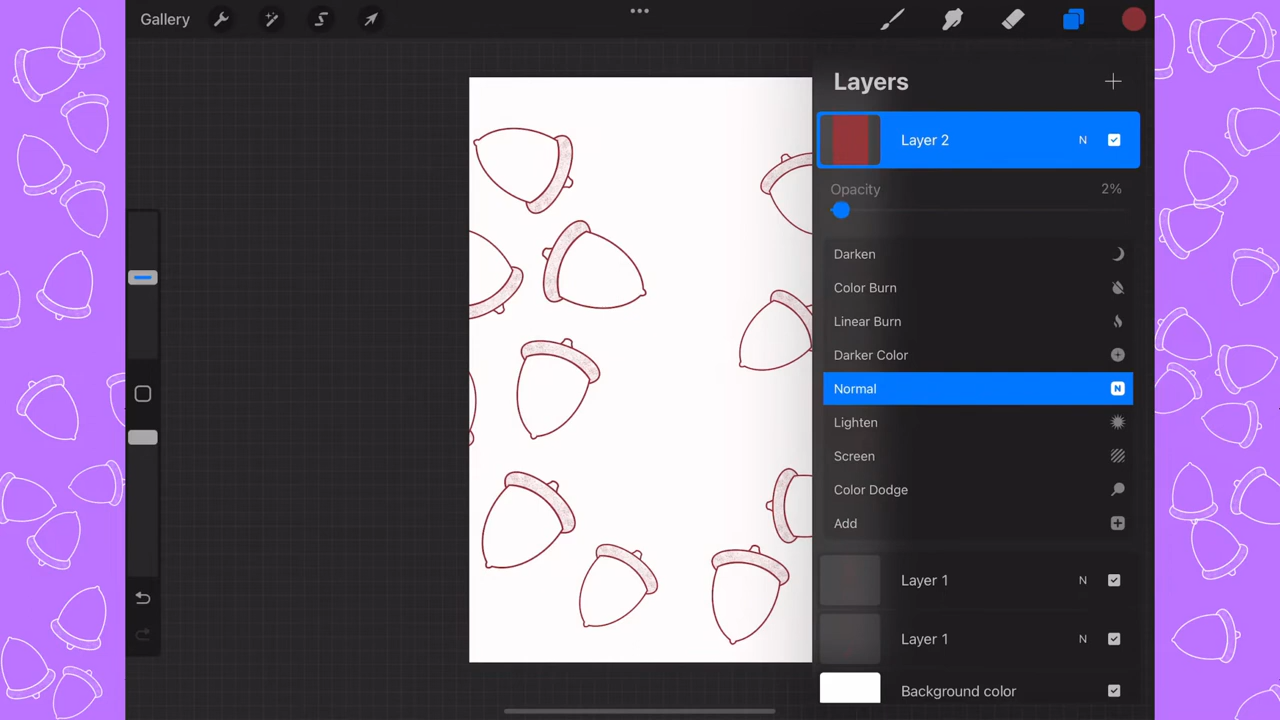 Gallery
Layers
Layer 2 N
Opacity 2%
Darken
Color Burn
Linear Burn
Darker Color
Normal N
Lighten
Screen
Color Dodge
Add
Layer 1 N
Layer 1 N
Background color